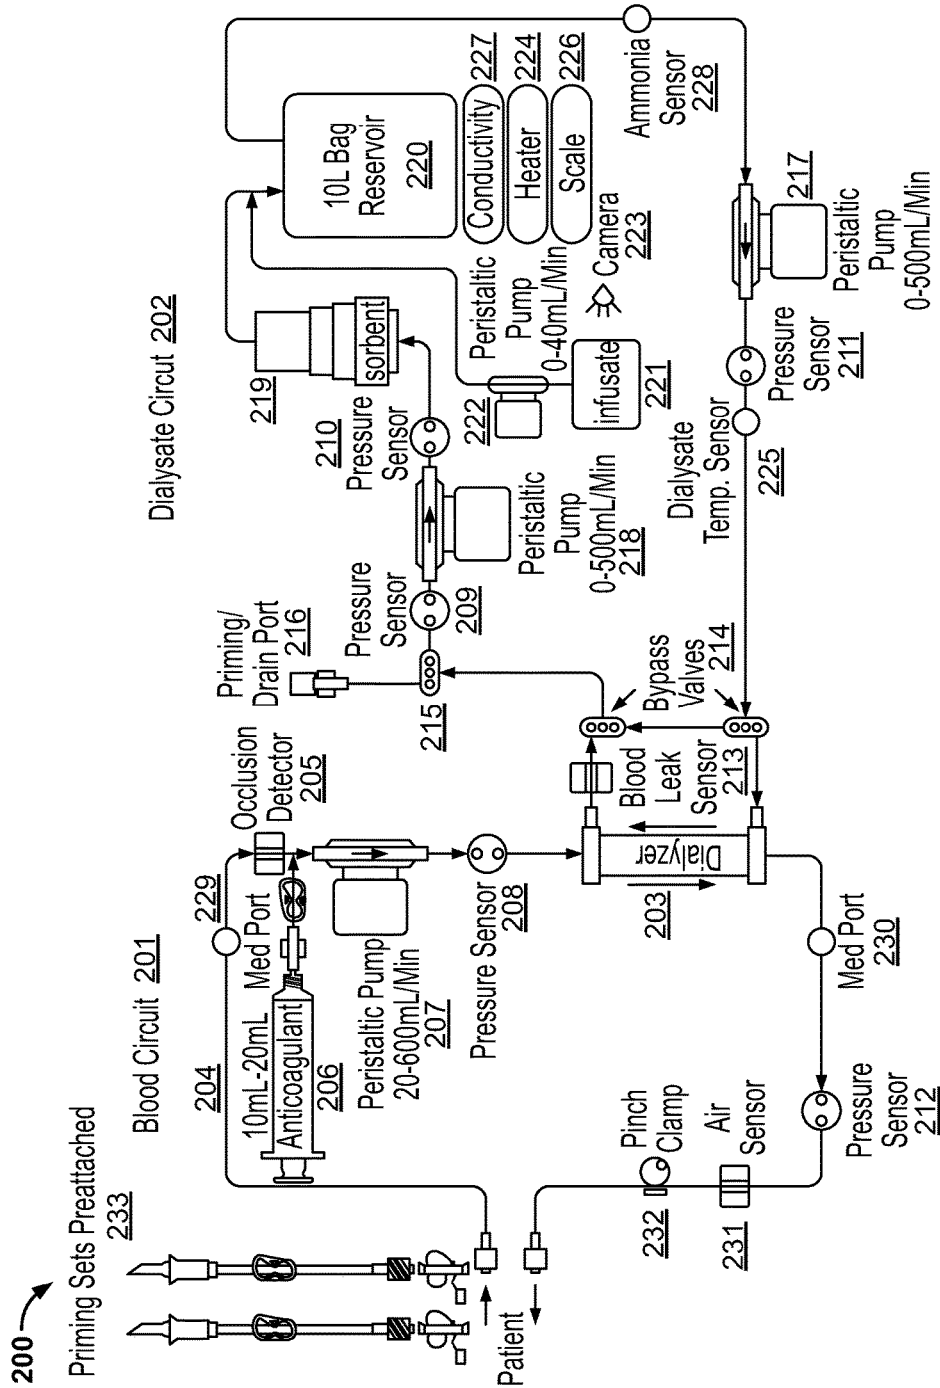 200
Priming Sets Preattached
233
Patient
Blood Circuit 201
204
229
Med Port
10mL-20mL
Anticoagulant
206
Occlusion
Detector
205
Peristaltic Pump
20-600mL/Min
207
Pressure Sensor
208
Dialyzer
203
Med Port
230
Pressure
Sensor
212
Air
Sensor
231
Pinch
Clamp
232
Dialysate Circut 202
Priming/
Drain Port
216
215
Blood
Leak
Sensor
213
Bypass
Valves
214
Pressure
Sensor
209
Peristaltic
Pump
0-500mL/Min
218
210
Pressure
Sensor
219
sorbent
222
Peristaltic
Pump
0-40mL/Min
infusate
221
Camera
223
10L Bag
Reservoir
220
Conductivity
227
Heater
224
Scale
226
Ammonia
Sensor
228
217
Peristaltic
Pump
0-500mL/Min
Pressure
Sensor
211
Dialysate
Temp. Sensor
225